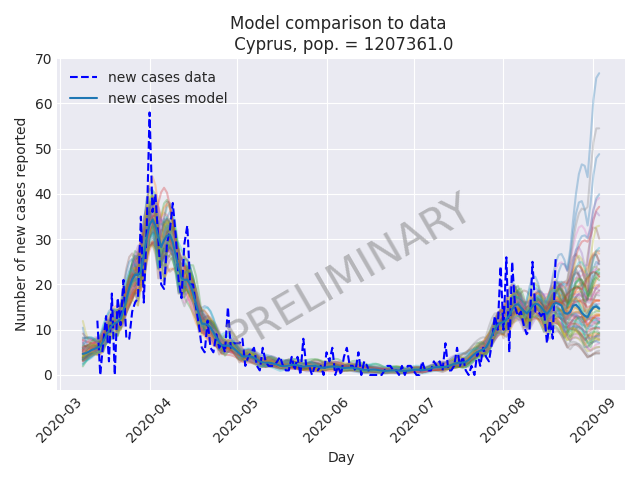 Model comparison to data
Cyprus, pop. = 1207361.0
70
60
50
40
30
20
10
0
Number of new cases reported
new cases data
new cases model
PRELIMINARY
2020-03
2020-04
2020-05
2020-06
2020-07
2020-08
2020-09
Day